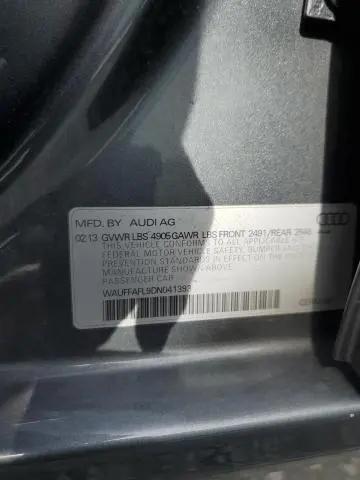 MFD. BY AUDI AG
02.13 GVWR LBS 4905 GAWR LBS FRONT 2491/REAR
THIS VEHICLE CONFORMS TO ALL APPLICABLE
FEDERAL MOTOR VEHICLE SAFETY, BUMPER AND THEFT
PREVENTION STANDARDS IN EFFECT ON THE DATE OF
MANUFACTURE SHOWN ABOVE.
PASSENGER CAR
WAUFFAFL9DN041393
GERMANY